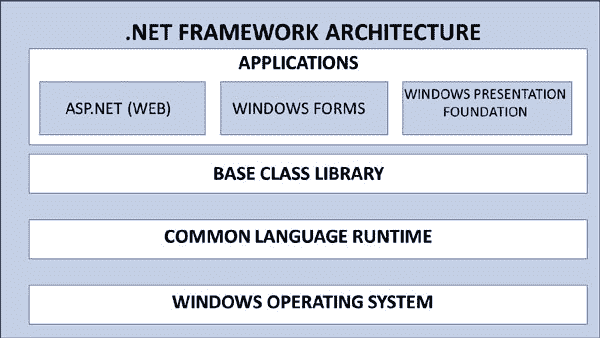 .NET FRAMEWORK ARCHITECTURE
APPLICATIONS
ASP.NET (WEB)
WINDOWS FORMS
WINDOWS PRESENTATION
FOUNDATION
BASE CLASS LIBRARY
COMMON LANGUAGE RUNTIME
WINDOWS OPERATING SYSTEM